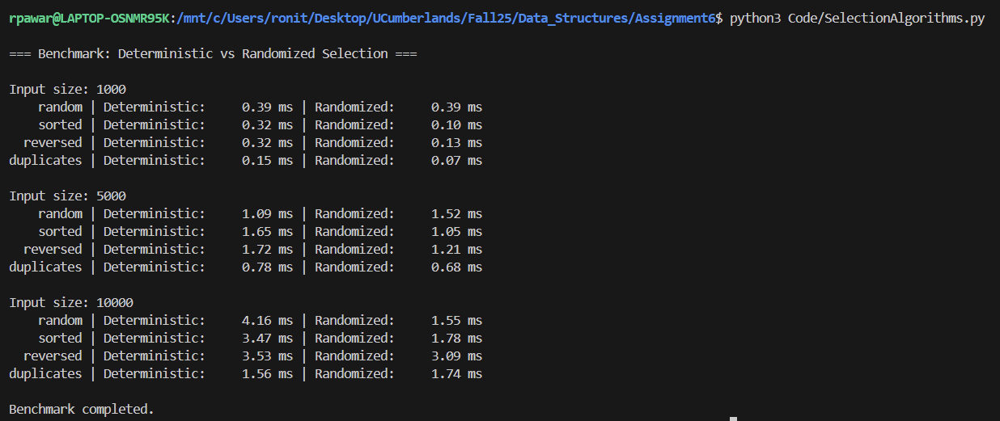 rpawar@LAPTOP-OSNMR95K:/mnt/c/Users/ronit/Desktop/UCumberlands/Fall25/Data_Structures/Assignment6$ python3 Code/SelectionAlgorithms.py
=== Benchmark: Deterministic vs Randomized Selection ===
Input size: 1000
random | Deterministic: 0.39 ms | Randomized: 0.39 ms
sorted | Deterministic: 0.32 ms | Randomized: 0.10 ms
reversed | Deterministic: 0.32 ms | Randomized: 0.13 ms
duplicates | Deterministic: 0.15 ms | Randomized: 0.07 ms
Input size: 5000
random | Deterministic: 1.09 ms | Randomized: 1.52 ms
sorted | Deterministic: 1.65 ms | Randomized: 1.05 ms
reversed | Deterministic: 1.72 ms | Randomized: 1.21 ms
duplicates | Deterministic: 0.78 ms | Randomized: 0.68 ms
Input size: 10000
random | Deterministic: 4.16 ms | Randomized: 1.55 ms
sorted | Deterministic: 3.47 ms | Randomized: 1.78 ms
reversed | Deterministic: 3.53 ms | Randomized: 3.09 ms
duplicates | Deterministic: 1.56 ms | Randomized: 1.74 ms
Benchmark completed.